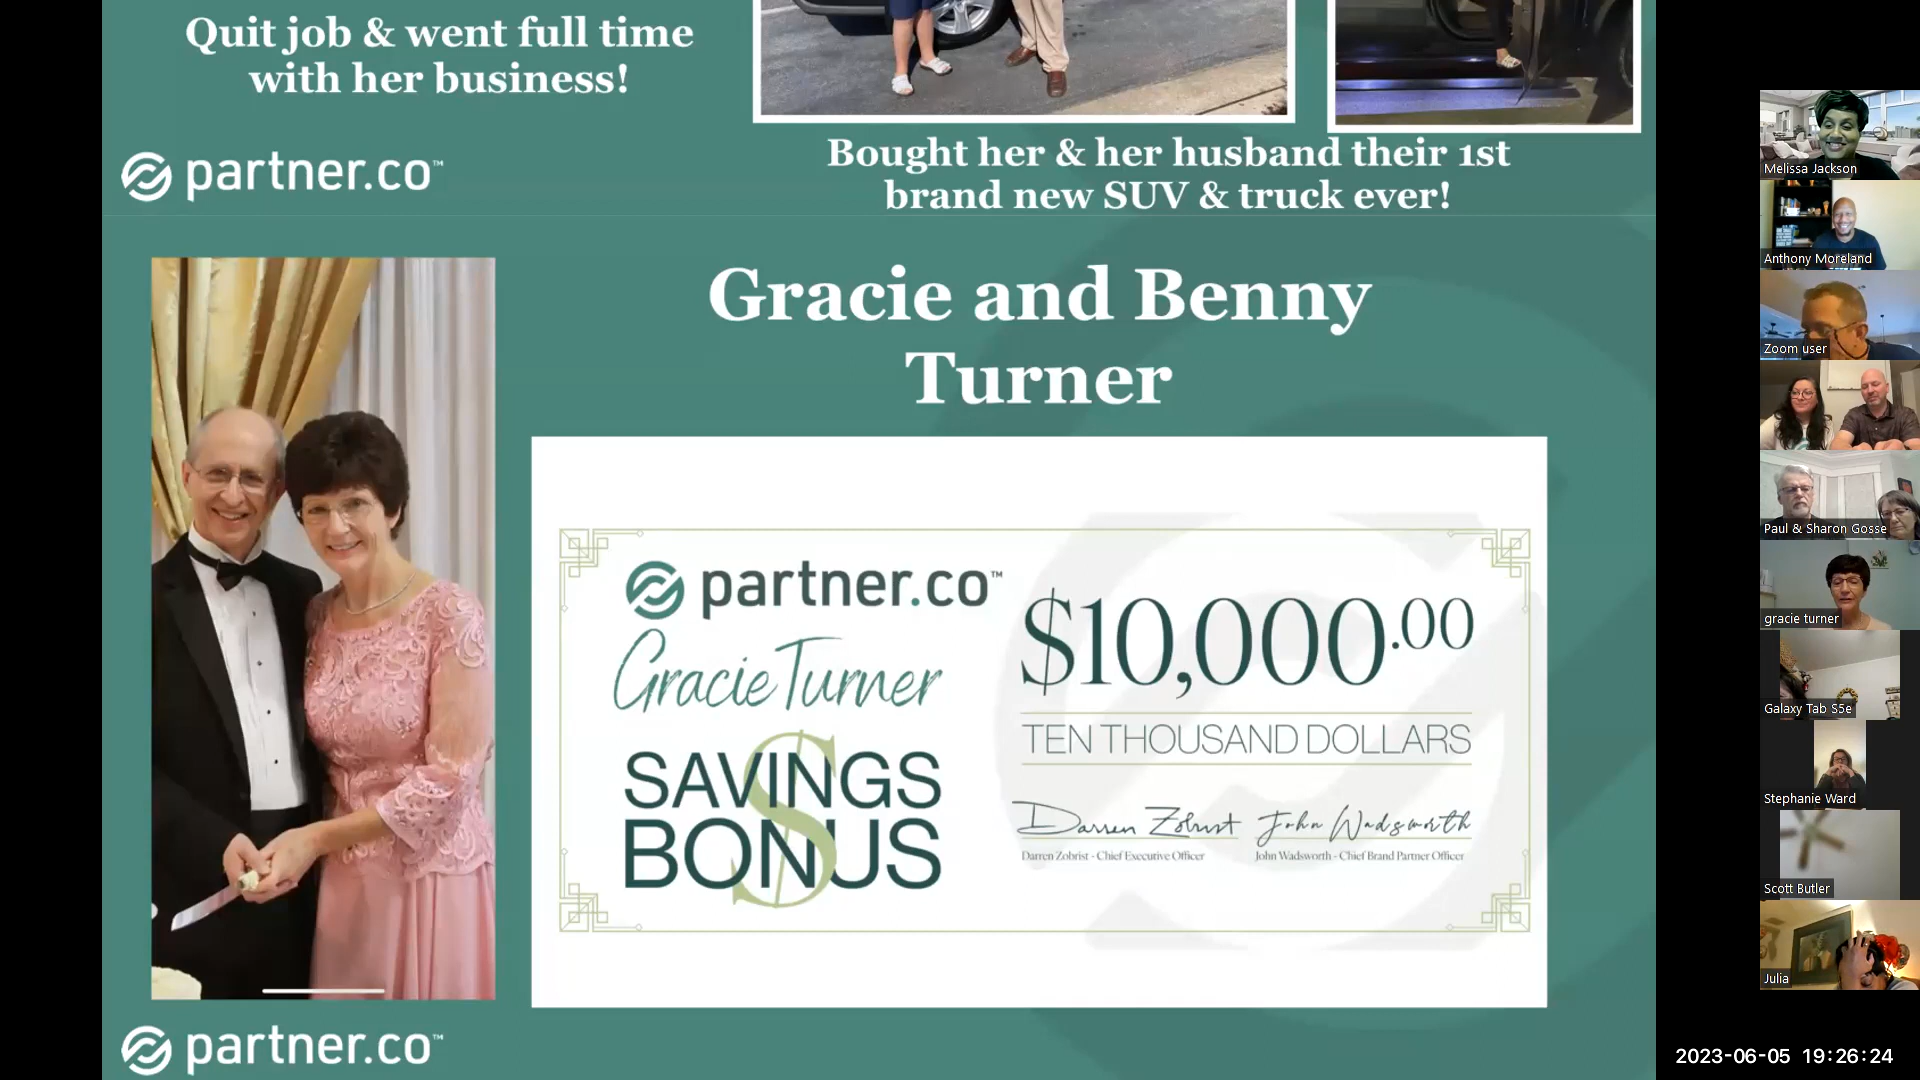 Quit job & went full time
with her business!
partner.co™
Bought her & her husband their 1st
brand new SUV & truck ever!
Gracie and Benny
Turner
partner.co™
Gracie Turner
SAVINGS
BONUS
$
$10,000.00
TEN THOUSAND DOLLARS
Darren Zobrist
Darren Zobrist - Chief Executive Officer
John Wadsworth
John Wadsworth - Chief Brand Partner Officer
partner.co™
Melissa Jackson
Anthony Moreland
Zoom user
Paul & Sharon Gosse
gracie turner
Galaxy Tab S5e
Stephanie Ward
Scott Butler
Julia
2023-06-05 19:26:24